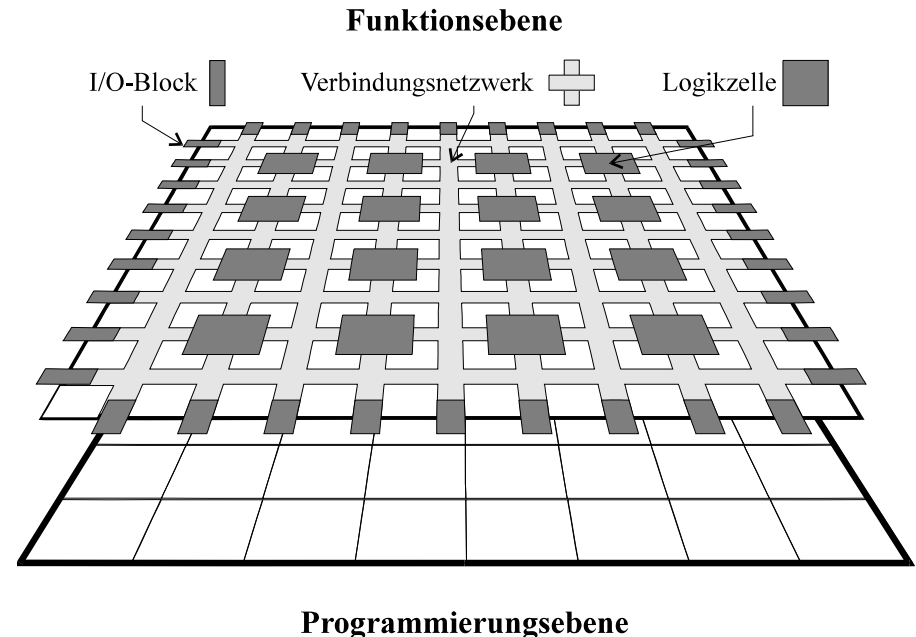 Funktionsebene
I/O-Block
Verbindungsnetzwerk
Logikzelle
Programmierungsebene